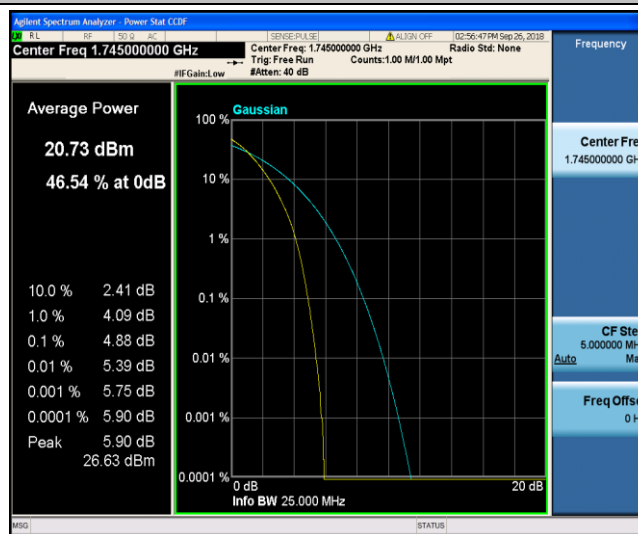 Agilent Spectrum Analyzer - Power Stat CCDF
RL RF 50 Ω AC SENSE:PULSE ALIGN OFF 02:56:47 PM Sep 26, 2018
Center Freq 1.745000000 GHz
Center Freq: 1.745000000 GHz Radio Std: None
Trig: Free Run Counts:1.00 M/1.00 Mpt
#IFGain:Low #Atten: 40 dB
Frequency
Average Power
20.73 dBm
46.54 % at 0dB
10.0 % 2.41 dB
1.0 % 4.09 dB
0.1 % 4.88 dB
0.01 % 5.39 dB
0.001 % 5.75 dB
0.0001 % 5.90 dB
Peak 5.90 dB
26.63 dBm
Gaussian
100 %
10 %
1 %
0.1 %
0.01 %
0.001 %
0.0001 %
0 dB 20 dB
Info BW 25.000 MHz
Center Fre
1.745000000 GH
CF Ste
5.000000 MH
Auto Ma
Freq Offse
0 H
MSG STATUS